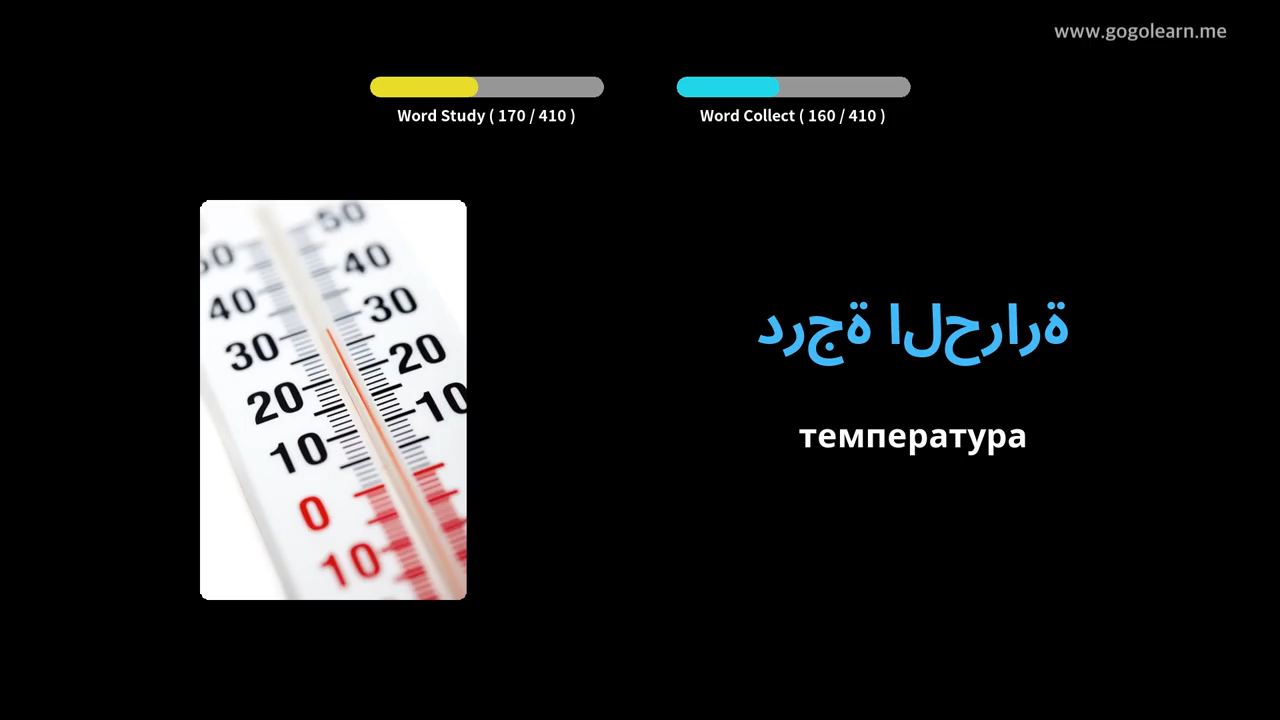 www.gogolearn.me
Word Study ( 170 / 410 )
Word Collect ( 160 / 410 )
50
50
40
40
30
30
20
20
10
10
0
10
درجة الحرارة
температура